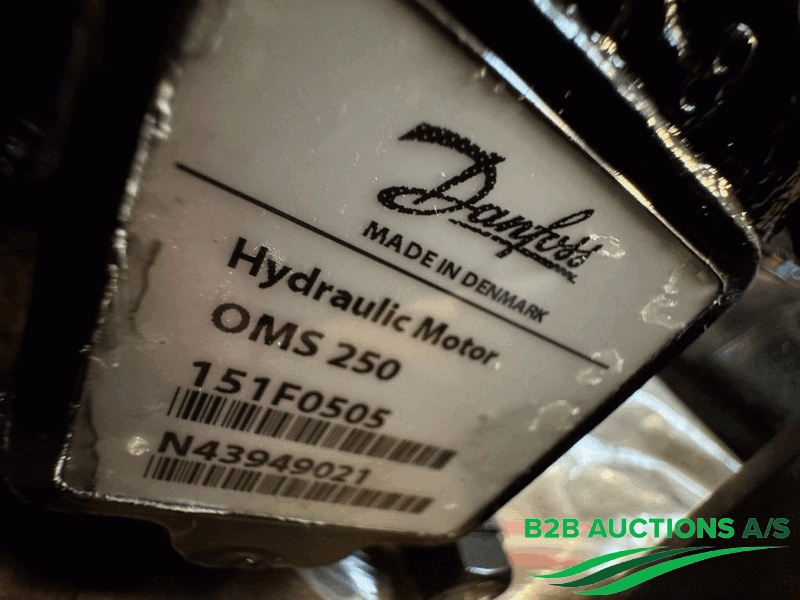 Danfoss
MADE IN DENMARK
Hydraulic Motor
OMS 250
151F0505
N43949021
B2B AUCTIONS A/S